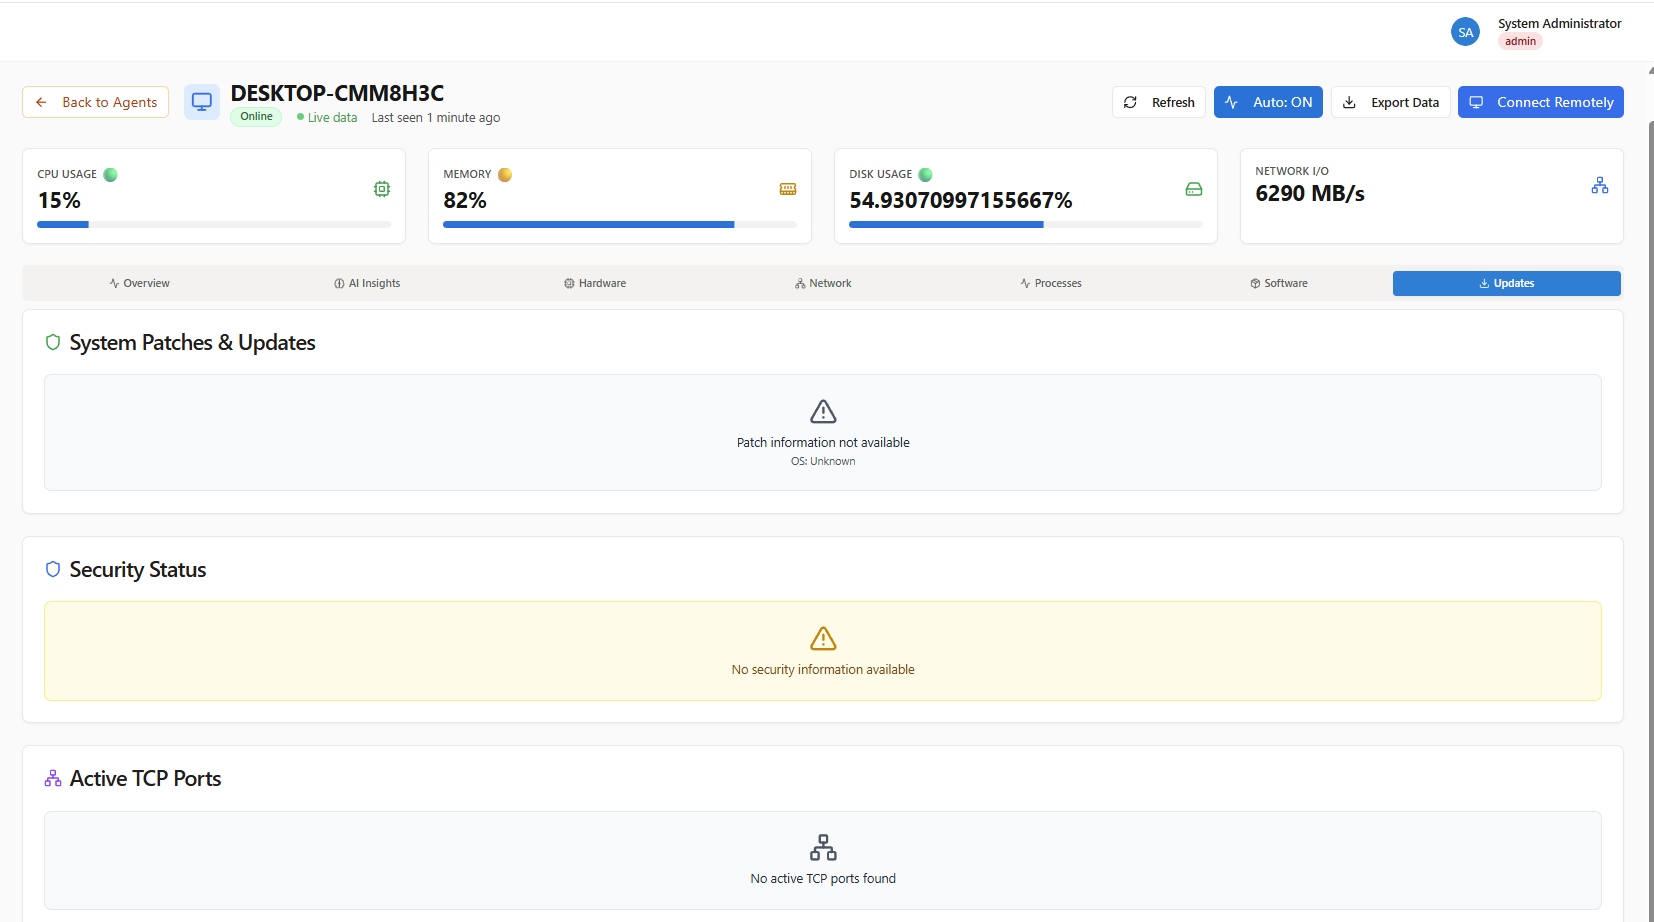 SA
System Administrator
admin
Back to Agents
DESKTOP-CMM8H3C
Online
Live data
Last seen 1 minute ago
Refresh
Auto: ON
Export Data
Connect Remotely
CPU USAGE
15%
MEMORY
82%
DISK USAGE
54.93070997155667%
NETWORK I/O
6290 MB/s
Overview
AI Insights
Hardware
Network
Processes
Software
Updates
System Patches & Updates
Patch information not available
OS: Unknown
Security Status
No security information available
Active TCP Ports
No active TCP ports found